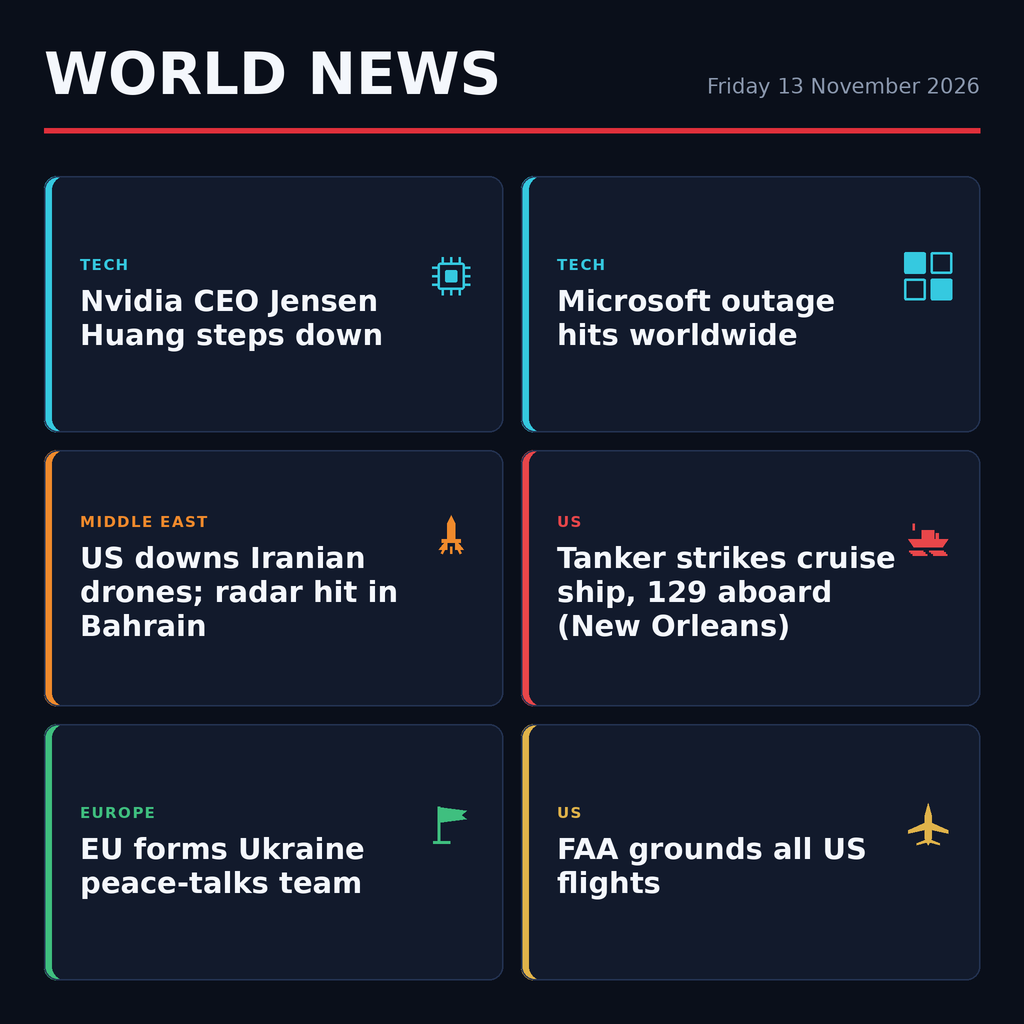 WORLD NEWS
Friday 13 November 2026
TECH
Nvidia CEO Jensen
Huang steps down
TECH
Microsoft outage
hits worldwide
MIDDLE EAST
US downs Iranian
drones; radar hit in
Bahrain
US
Tanker strikes cruise
ship, 129 aboard
(New Orleans)
EUROPE
EU forms Ukraine
peace-talks team
US
FAA grounds all US
flights